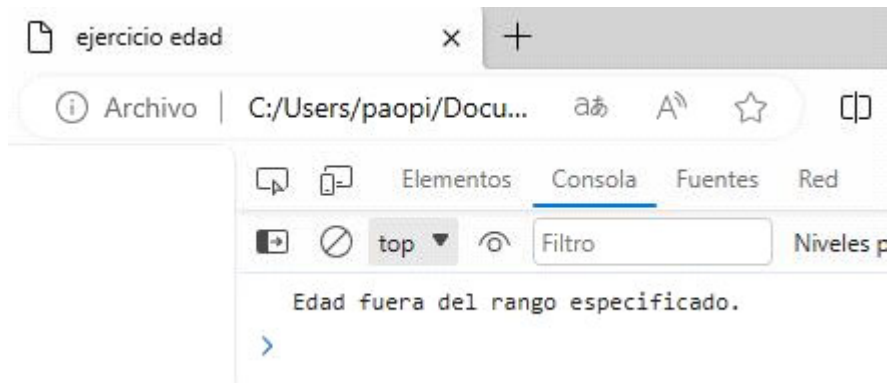 ejercicio edad
Archivo | C:/Users/paopi/Docu...
Elementos Consola Fuentes Red
top Filtro Niveles p
Edad fuera del rango especificado.